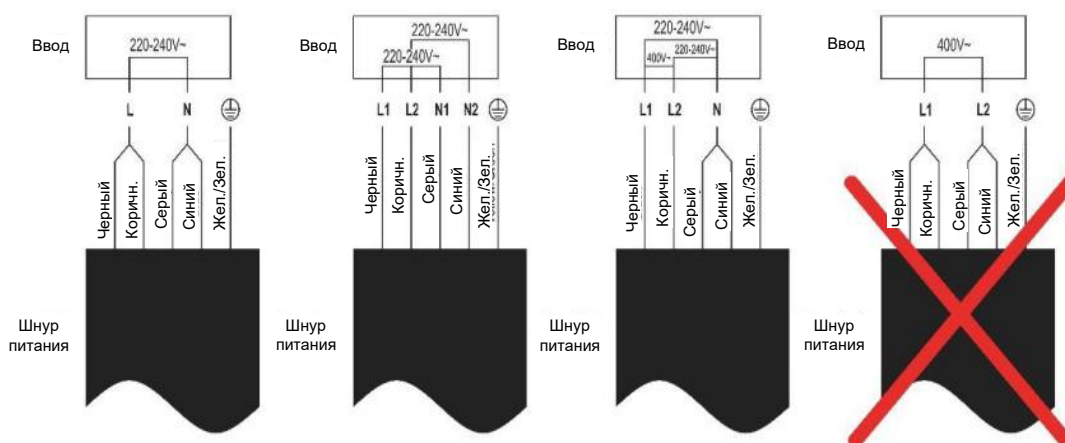 Ввод
220-240V~
L
N
Черный
Коричн.
Серый
Синий
Жел./Зел.
Шнур
питания
Ввод
220-240V~
220-240V~
L1
L2
N1
N2
Черный
Коричн.
Серый
Синий
Жел./Зел.
Шнур
питания
Ввод
220-240V~
400V~
220-240V~
L1
L2
N
Черный
Коричн.
Серый
Синий
Жел./Зел.
Шнур
питания
Ввод
400V~
L1
L2
Черный
Коричн.
Серый
Синий
Жел./Зел.
Шнур
питания